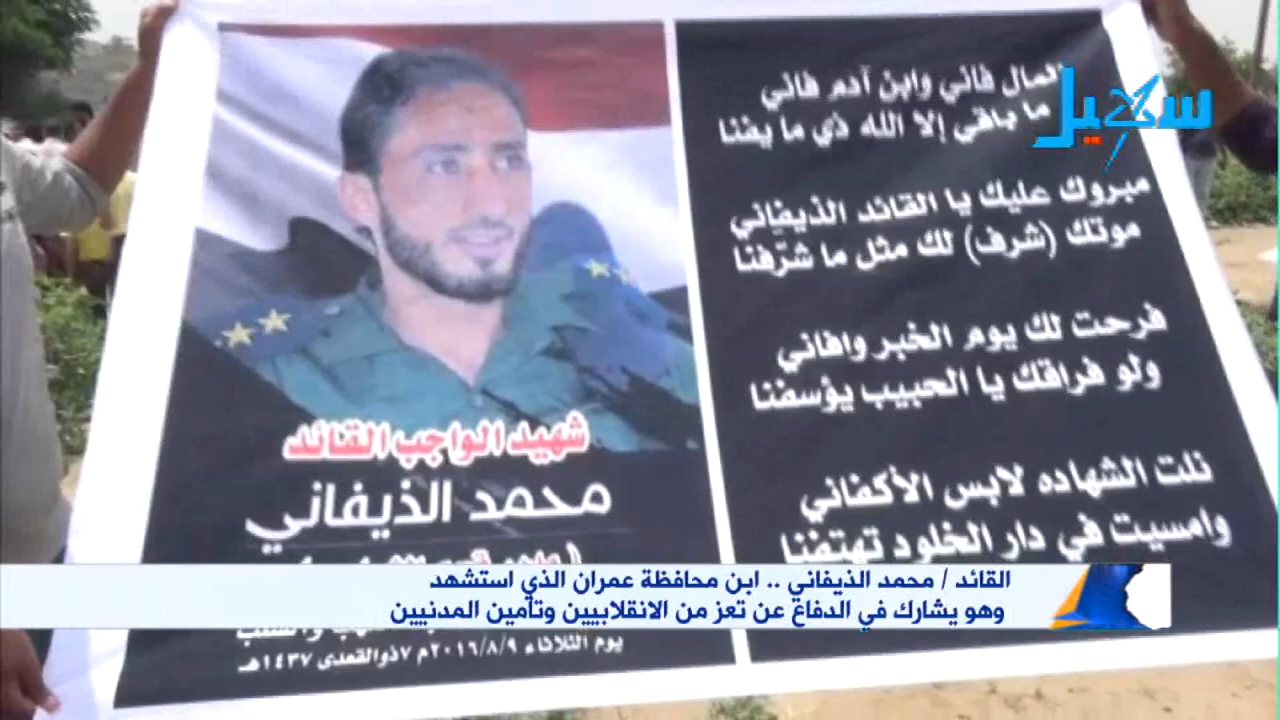 سهيل
المال فاني وابن آدم فاني
ما باقي إلا الله ذي ما يفنا
مبروك عليك يا القائد الذيفاني
موتك (شرف) لك مثل ما شرّفنا
فرحت لك يوم الخبر وافاني
ولو فراقك يا الحبيب يؤسفنا
نلت الشهاده لابس الأكفاني
وامسيت في دار الخلود تهتفنا
شهيد الواجب القائد
محمد الذيفاني
يوم الثلاثاء ٢٠١٦/٨/٩م ٧ ذو القعدى ١٤٣٧هـ
القائد / محمد الذيفاني .. ابن محافظة عمران الذي استشهد
وهو يشارك في الدفاع عن تعز من الانقلابيين وتأمين المدنيين